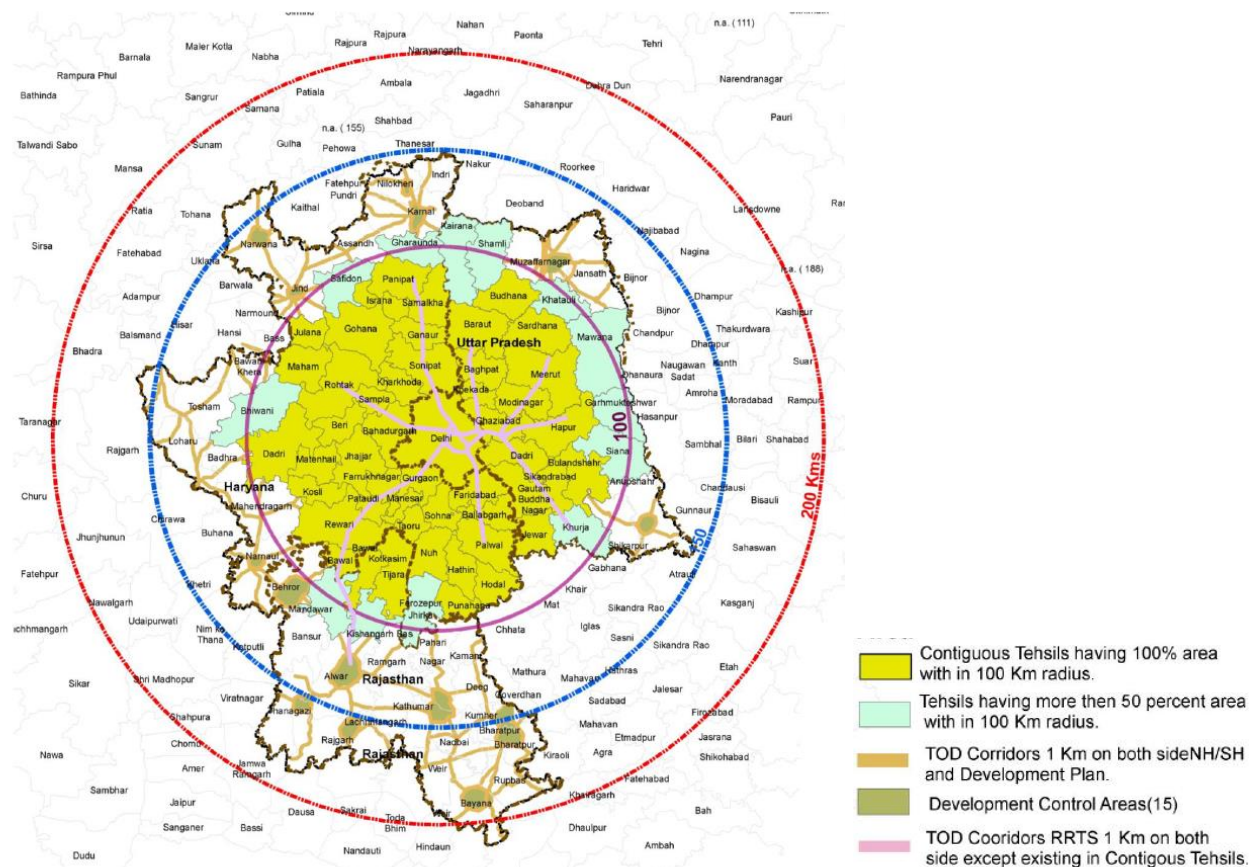 n.a. (111)
Nahan
Rajpura
Paonta
Rajpura
Tehri
Maler Kotla
Narayangarh
Barnala
Nabha
Rampura Phul
Ambala
Dehra Dun
Narendranagar
Patiala
Jagadhri
Bathinda
Sangrur
Saharanpur
Samana
Pauri
Shahbad
n.a. (155)
Talwandi Sabo
Sunam
Gulha
Pehowa
Thanesar
Mansa
Nakur
Roorkee
Indri
Fatehpur
Nilokheri
Pundri
Haridwar
Kaithal
Deoband
Ratia
Tohana
Karnal
Lansdowne
Kairana
Najibabad
Sirsa
Narwana
Assandh
Gharaunda
Shamli
Fatehabad
Nagina
Uklana
Muzaffarnagar
n.a. (188)
Safidon
Panipat
Jansath
Bijnor
Barwala
Jind
Budhana
Dhampur
Adampur
Israna
Samalkha
Khatauli
Kashipur
Narmound
Bijnor
Hisar
Julana
Gohana
Baraut
Sardhana
Balsmand
Hansi
Ganaur
Mawana
Chandpur
Thakurdwara
Bass
Uttar Pradesh
Dhampur
Bhadra
Bawani
Khera
Maham
Sonipat
Baghpat
Meerut
Naugawan
Sadat
Kanth
Suar
Rohtak
Kharkhoda
Dhanaura
Tosham
Bhiwani
Sampla
Modinagar
Garhmukteshwar
Amroha
Moradabad
Rampur
Taranagar
Beri
Bahadurgarh
Ghaziabad
Hapur
Hasanpur
100
Loharu
Delhi
Rajgarh
Sambhal
Bilari
Shahabad
Badhra
Dadri
Matenhail
Jhajjar
Dadri
Siana
Bulandshahr
Farrukhnagar
Gurgaon
Sikandrabad
Anupshahr
Chandausi
Haryana
Kosli
Gautam
Buddha
Nagar
Bisauli
200 Kms
Churu
Pataudi
Manesar
Faridabad
Mahendragarh
Gunnaur
Chirawa
Rewari
Sohna
Ballabgarh
Khurja
Jhunjhunun
Buhana
Taoru
Jewar
Shikarpur
Sahaswan
Bawal
Nuh
Palwal
Narnaul
Kotkasim
Gabhana
Atrauli
Fatehpur
Khetri
Behror
Tijara
Hathin
Khair
Hodal
Kasganj
Nawalgarh
Mandawar
Ferozepur
Jhirka
Punahana
Mat
Sikandra Rao
Udaipurwati
Iglas
Nim ka
Thana
Bansur
Kishangarh Bas
Chhata
Sasni
Kotputli
Pahari
Sikandra Rao
Ramgarh
Nagar
Kaman
Mathura
Hathras
Etah
Sikar
Shri Madhopur
Alwar
Mahavan
Viratnagar
Rajasthan
Deeg
Jalesar
Sadabad
Thanagazi
Kathumar
Firozabad
Shahpura
Kumher
Mahavan
Bharatpur
Etmadpur
Jasrana
Nawa
Rajgarh
Rajasthan
Nadbai
Bharatpur
Kiraoli
Agra
Shikohabad
Jamwa
Ramgarh
Amer
Weir
Rupbas
Fatehabad
Sambhar
Jaipur
Dausa
Sakrai
Toda
Bhim
Weir
Bayana
Khairagarh
Bah
Sanganer
Bassi
Dhaulpur
Hindaun
Ambah
Dudu
Nandauti
Contiguous Tehsils having 100% area
with in 100 Km radius.
Tehsils having more then 50 percent area
with in 100 Km radius.
TOD Corridors 1 Km on both sideNH/SH
and Development Plan.
Development Control Areas(15)
TOD Cooridors RRTS 1 Km on both
side except existing in Contigous Tehsils.